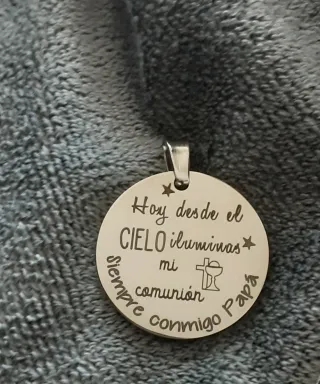 Hoy desde el
CIELO iluminas
mi
comunión
Siempre conmigo Papá